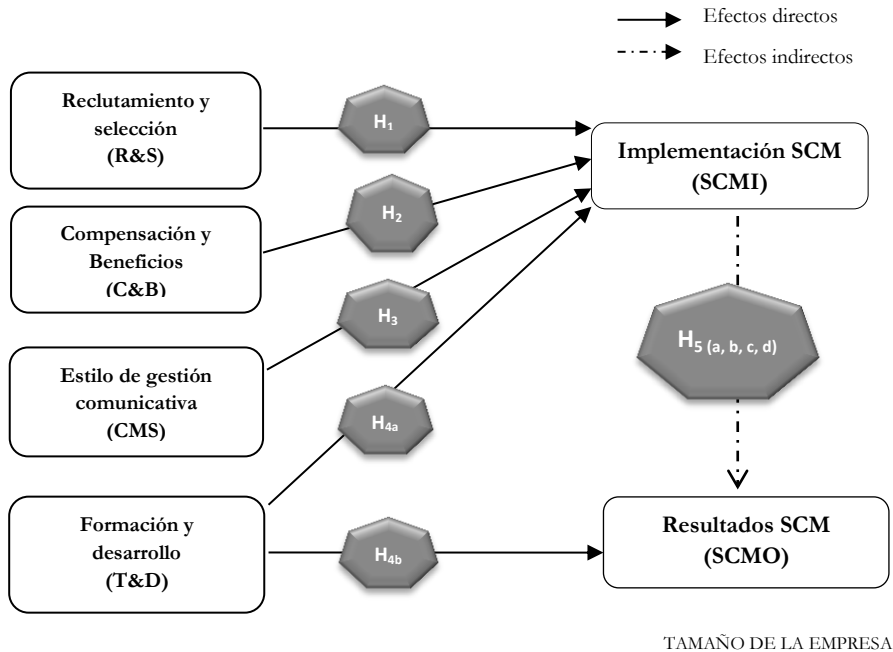 Efectos directos
Efectos indirectos
Reclutamiento y
selección
(R&S)
H1
Implementación SCM
(SCMI)
Compensación y
Beneficios
(C&B)
H2
H3
H5 (a, b, c, d)
Estilo de gestión
comunicativa
(CMS)
H4a
Formación y
desarrollo
(T&D)
H4b
Resultados SCM
(SCMO)
TAMAÑO DE LA EMPRESA